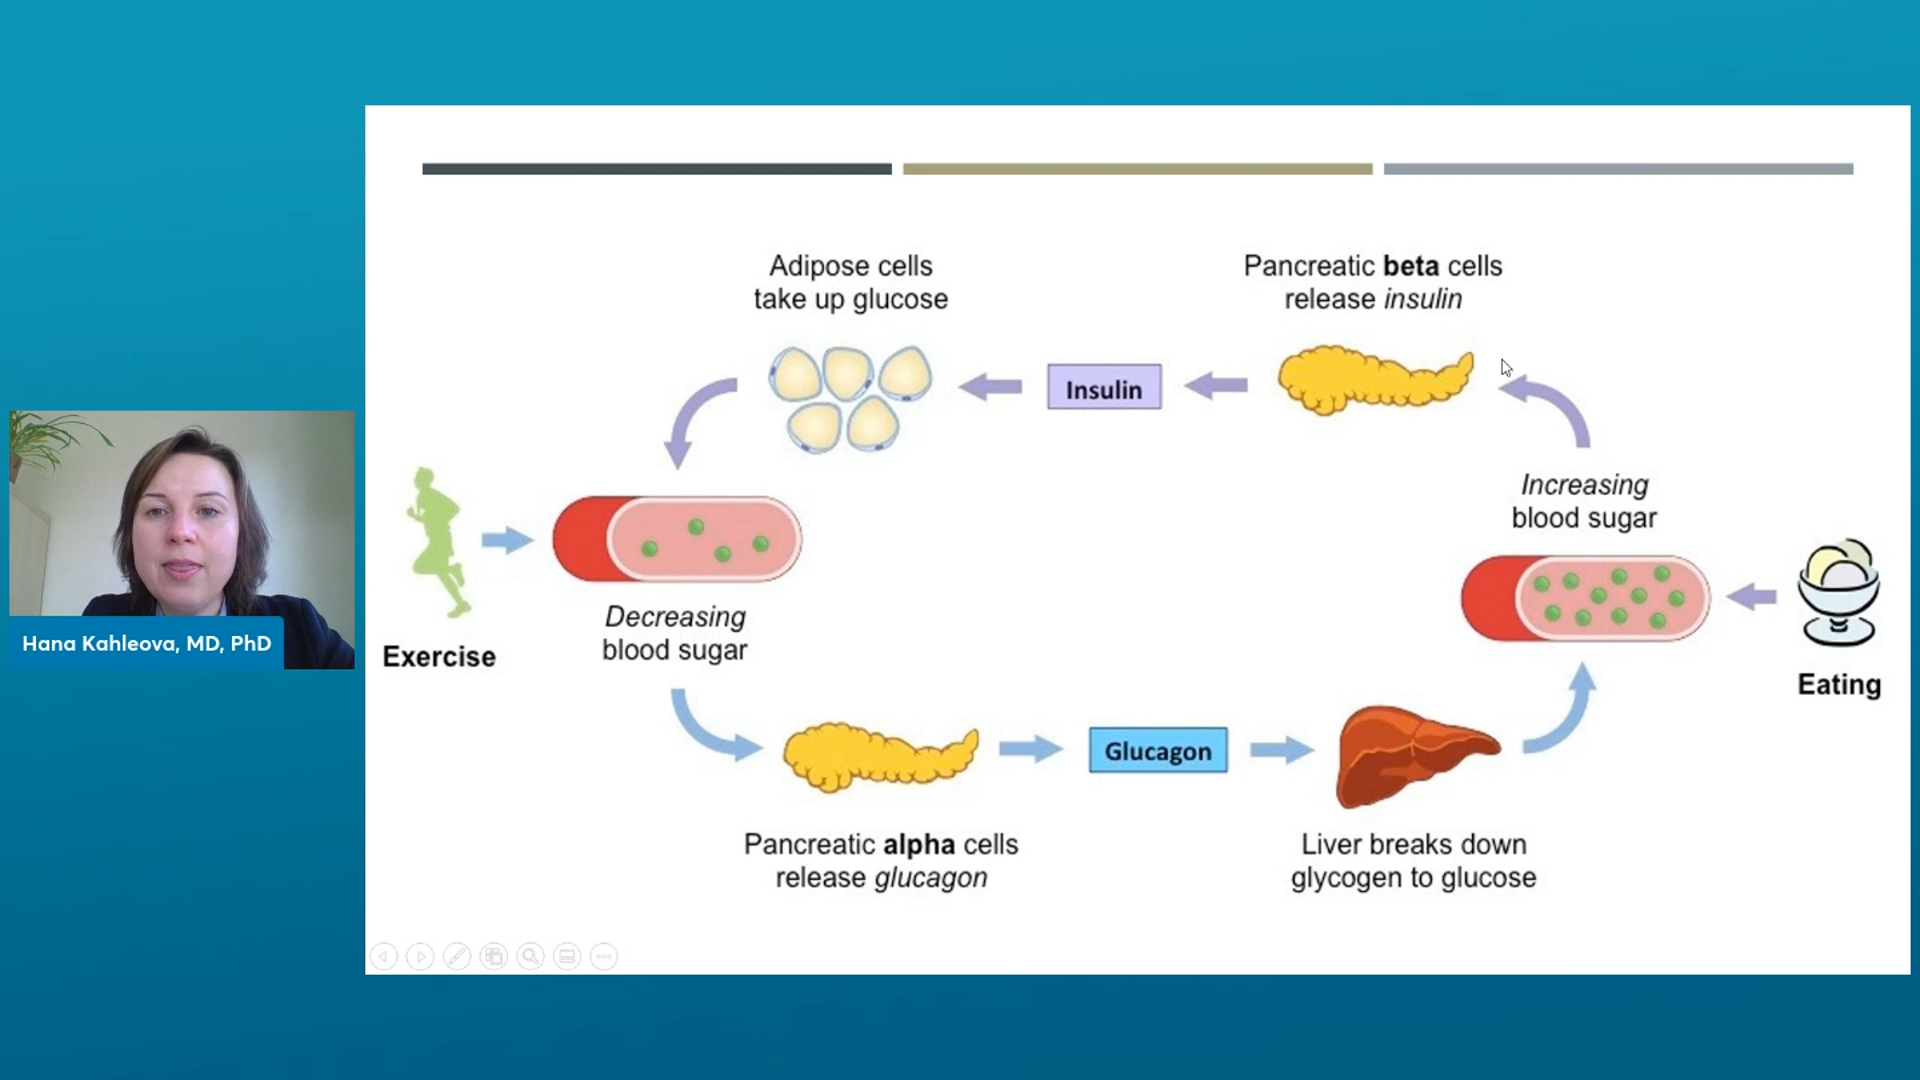 Adipose cells
take up glucose
Pancreatic beta cells
release insulin
Insulin
Increasing
blood sugar
Hana Kahleova, MD, PhD
Exercise
Decreasing
blood sugar
Eating
Glucagon
Pancreatic alpha cells
release glucagon
Liver breaks down
glycogen to glucose